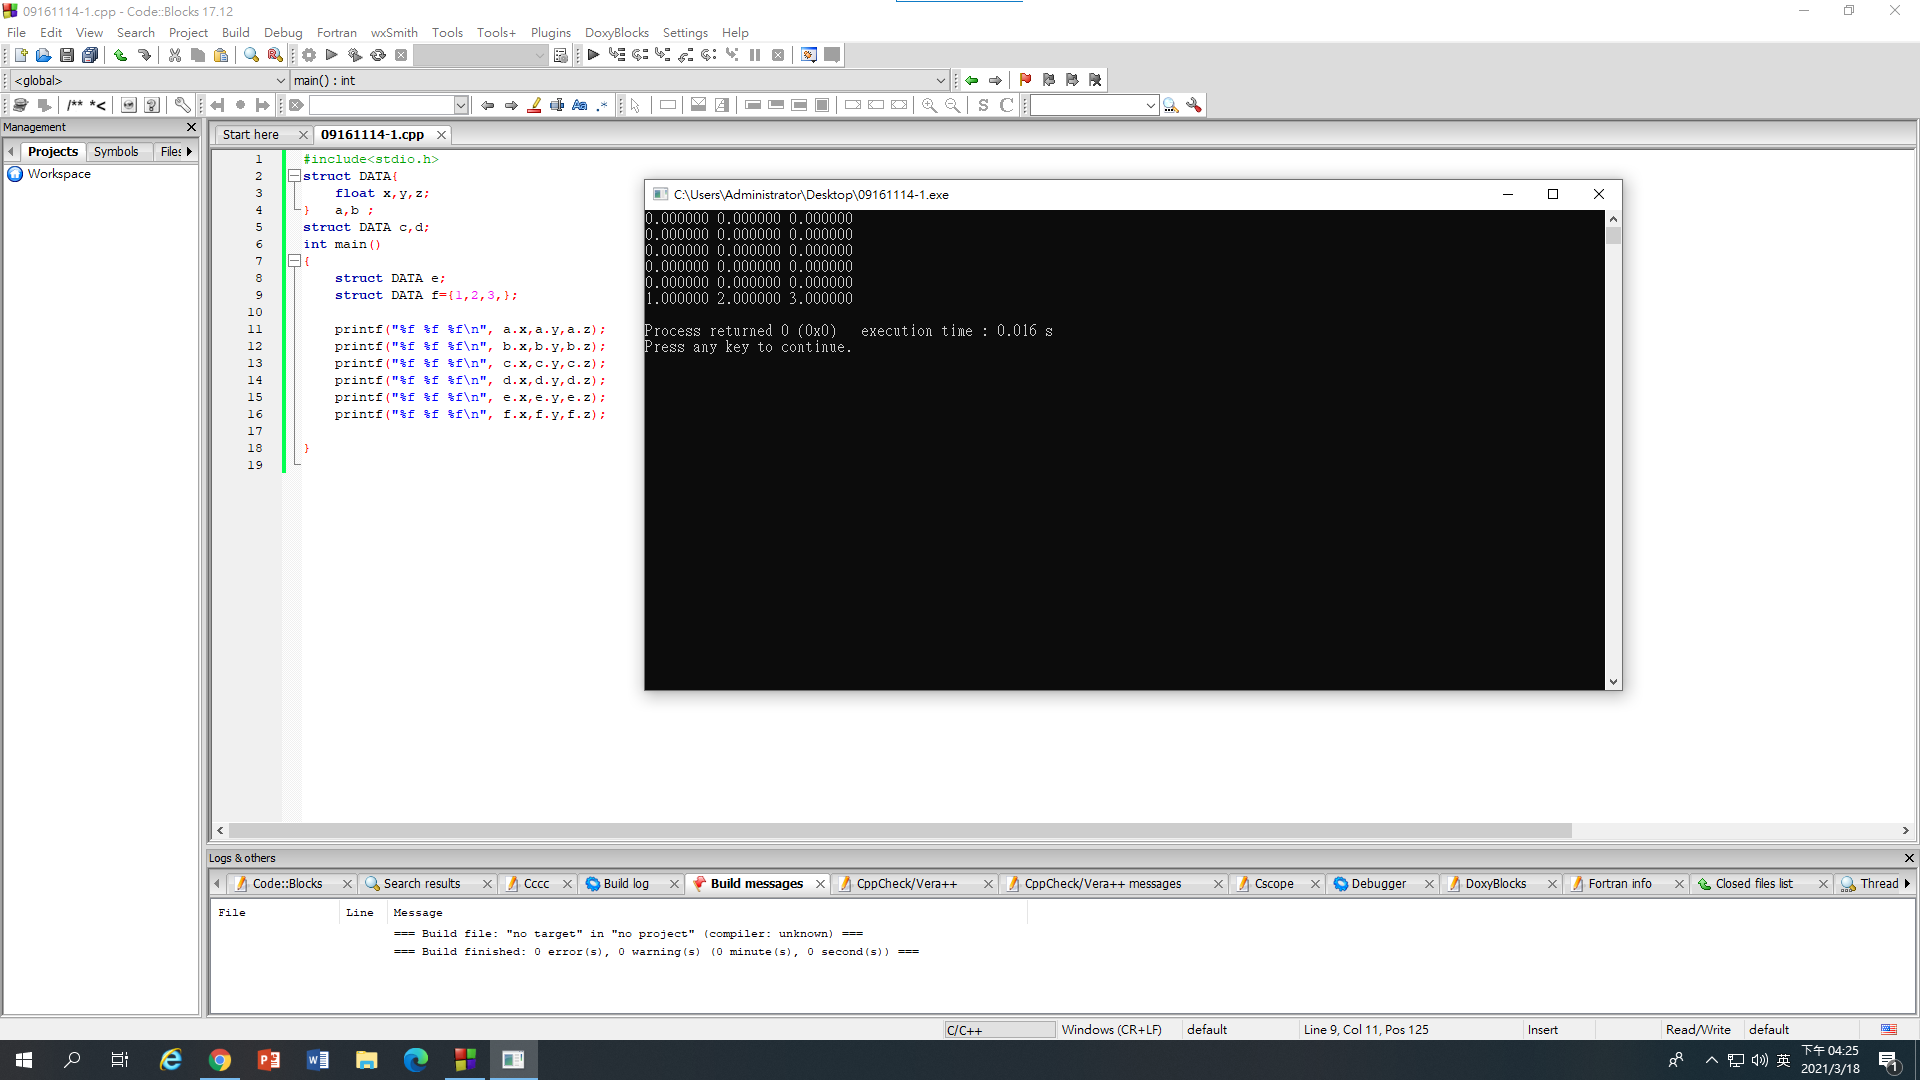 09161114-1.cpp - Code::Blocks 17.12
File Edit View Search Project Build Debug Fortran wxSmith Tools Tools+ Plugins DoxyBlocks Settings Help
<global> main() : int
/** *<
Management
Projects Symbols Files
Workspace
Start here 09161114-1.cpp
1 #include<stdio.h>
2 struct DATA{
3 float x,y,z;
4 } a,b ;
5 struct DATA c,d;
6 int main()
7 {
8 struct DATA e;
9 struct DATA f={1,2,3,};
10
11 printf("%f %f %f\n", a.x,a.y,a.z);
12 printf("%f %f %f\n", b.x,b.y,b.z);
13 printf("%f %f %f\n", c.x,c.y,c.z);
14 printf("%f %f %f\n", d.x,d.y,d.z);
15 printf("%f %f %f\n", e.x,e.y,e.z);
16 printf("%f %f %f\n", f.x,f.y,f.z);
17
18 }
19
C:\Users\Administrator\Desktop\09161114-1.exe
0.000000 0.000000 0.000000
0.000000 0.000000 0.000000
0.000000 0.000000 0.000000
0.000000 0.000000 0.000000
0.000000 0.000000 0.000000
1.000000 2.000000 3.000000
Process returned 0 (0x0) execution time : 0.016 s
Press any key to continue.
Logs & others
Code::Blocks Search results Cccc Build log Build messages CppCheck/Vera++ CppCheck/Vera++ messages Cscope Debugger DoxyBlocks Fortran info Closed files list Thread
File Line Message
=== Build file: "no target" in "no project" (compiler: unknown) ===
=== Build finished: 0 error(s), 0 warning(s) (0 minute(s), 0 second(s)) ===
C/C++ Windows (CR+LF) default Line 9, Col 11, Pos 125 Insert Read/Write default
英 下午 04:25
2021/3/18
1